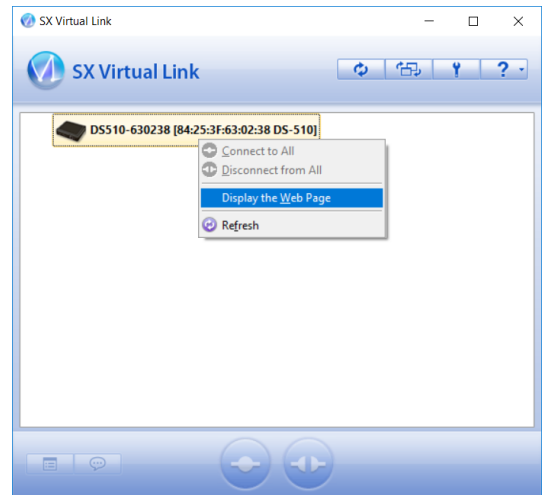 SX Virtual Link
SX Virtual Link
?
DS510-630238 [84:25:3F:63:02:38 DS-510]
Connect to All
Disconnect from All
Display the Web Page
Refresh